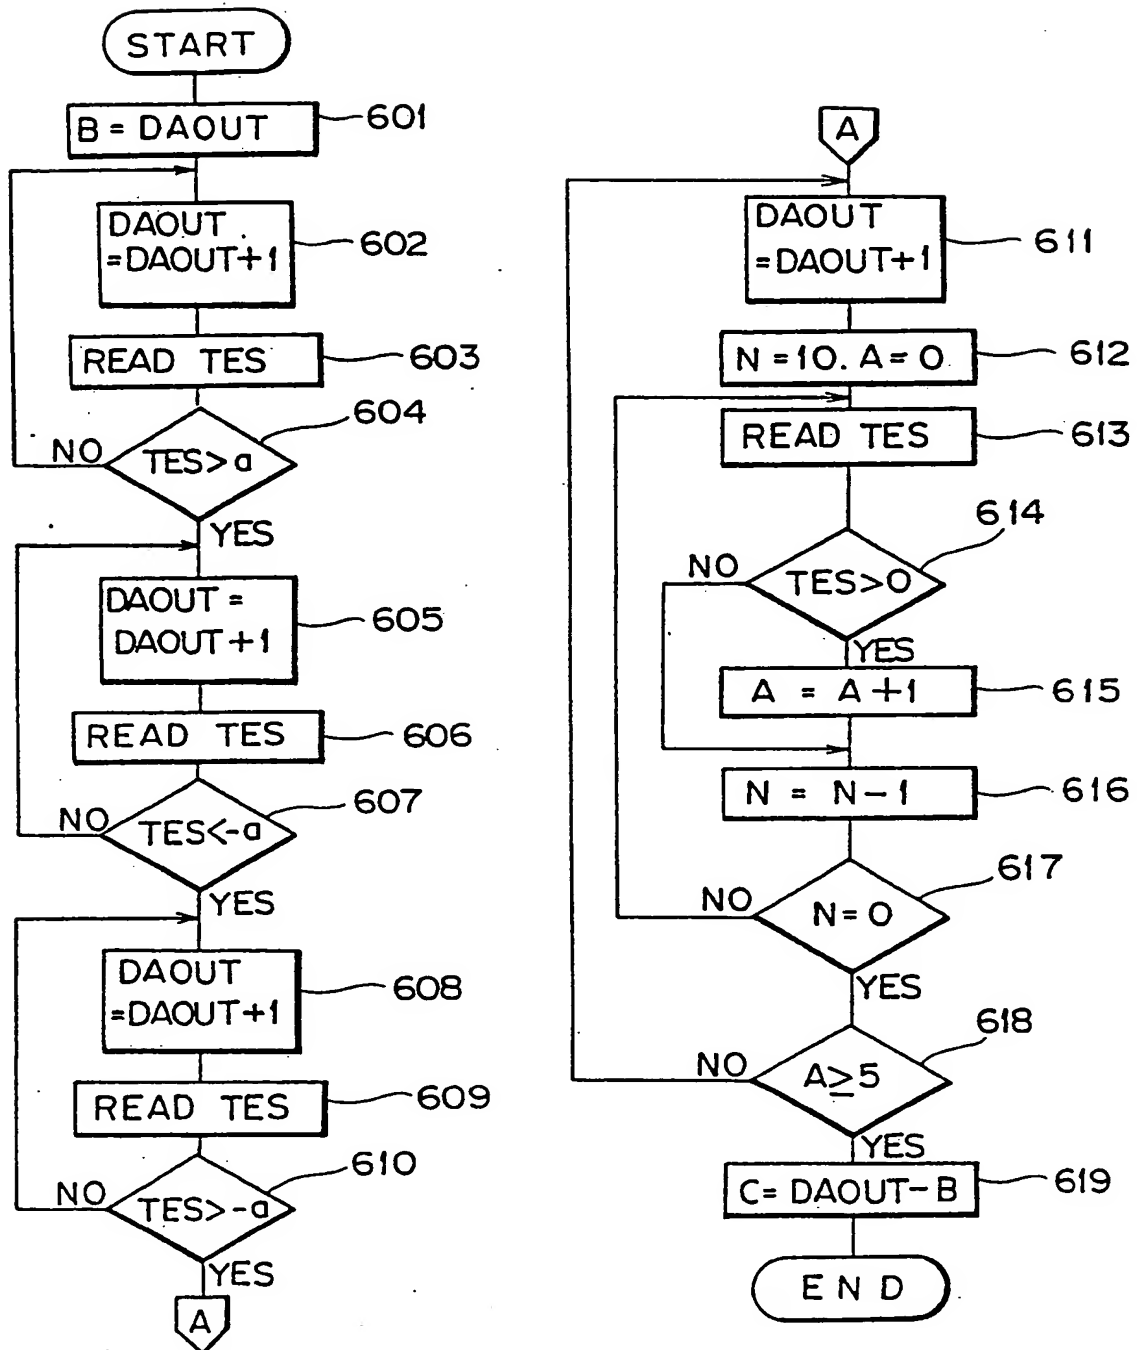 START
B = DAOUT
601
DAOUT
=DAOUT+1
602
READ TES
603
604
TES>a
NO
YES
DAOUT =
DAOUT+1
605
READ TES
606
607
TES<-a
NO
YES
DAOUT
=DAOUT+1
608
READ TES
609
610
TES>-a
NO
YES
A
A
DAOUT
=DAOUT+1
611
N=10. A=0
612
READ TES
613
614
NO
TES>0
YES
A = A+1
615
N = N-1
616
617
NO
N=0
YES
618
NO
A≥5
YES
C=DAOUT-B
619
END